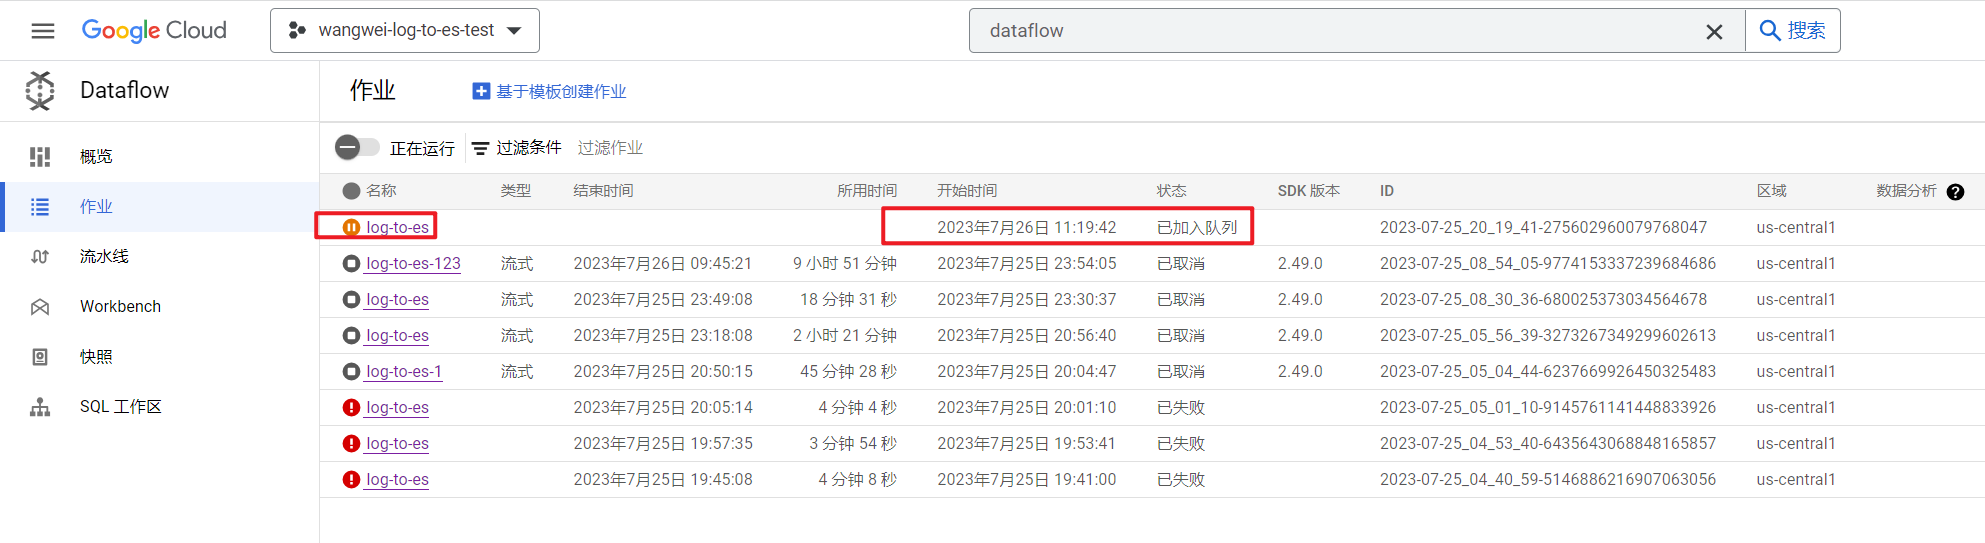 Google Cloud wangwei-log-to-es-test dataflow 搜索
Dataflow 作业 基于模板创建作业
概览
作业
流水线
Workbench
快照
SQL 工作区
正在运行 过滤条件 过滤作业
名称 类型 结束时间 所用时间 开始时间 状态 SDK 版本 ID 区域 数据分析
log-to-es 2023年7月26日 11:19:42 已加入队列 2023-07-25_20_19_41-275602960079768047 us-central1
log-to-es-123 流式 2023年7月26日 09:45:21 9 小时 51 分钟 2023年7月25日 23:54:05 已取消 2.49.0 2023-07-25_08_54_05-9774153337239684686 us-central1
log-to-es 流式 2023年7月25日 23:49:08 18 分钟 31 秒 2023年7月25日 23:30:37 已取消 2.49.0 2023-07-25_08_30_36-680025373034564678 us-central1
log-to-es 流式 2023年7月25日 23:18:08 2 小时 21 分钟 2023年7月25日 20:56:40 已取消 2.49.0 2023-07-25_05_56_39-3273267349299602613 us-central1
log-to-es-1 流式 2023年7月25日 20:50:15 45 分钟 28 秒 2023年7月25日 20:04:47 已取消 2.49.0 2023-07-25_05_04_44-6237669926450325483 us-central1
log-to-es 2023年7月25日 20:05:14 4 分钟 4 秒 2023年7月25日 20:01:10 已失败 2023-07-25_05_01_10-9145761141448833926 us-central1
log-to-es 2023年7月25日 19:57:35 3 分钟 54 秒 2023年7月25日 19:53:41 已失败 2023-07-25_04_53_40-6435643068848165857 us-central1
log-to-es 2023年7月25日 19:45:08 4 分钟 8 秒 2023年7月25日 19:41:00 已失败 2023-07-25_04_40_59-5146886216907063056 us-central1